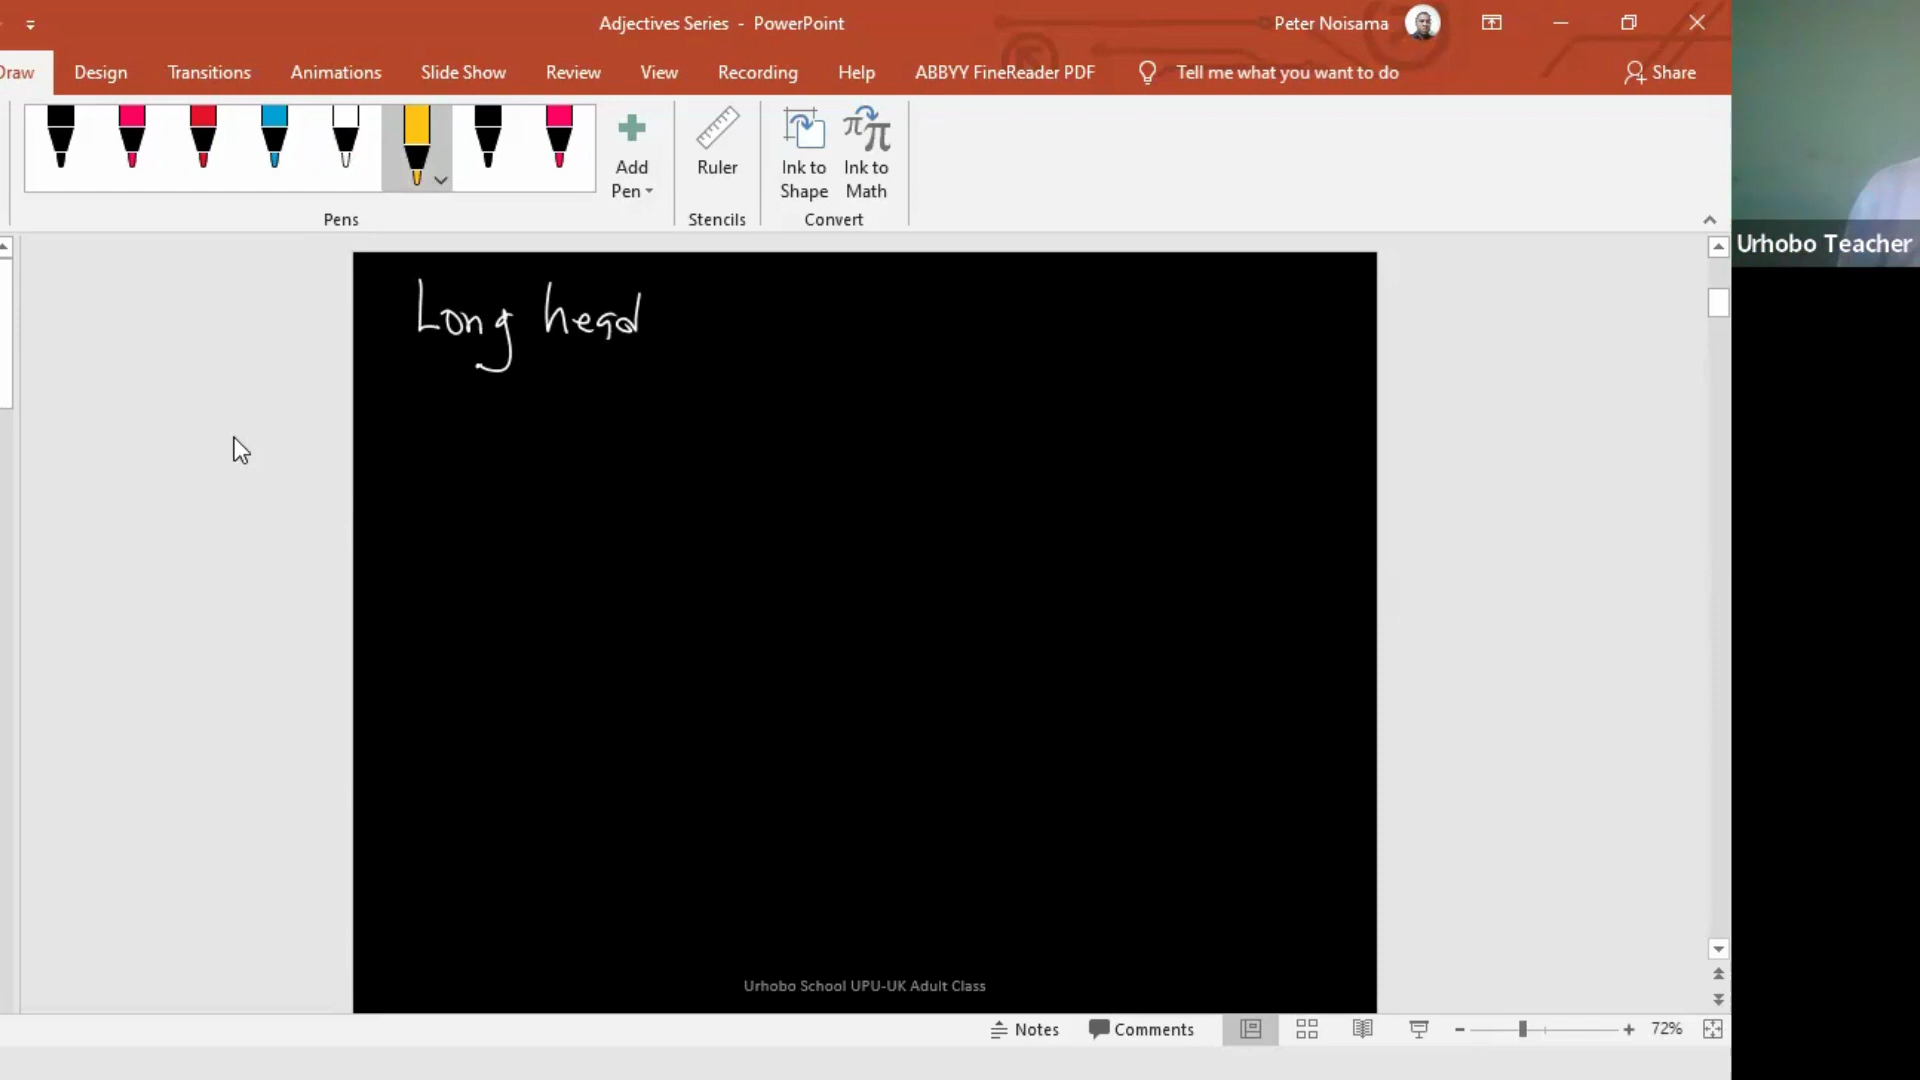 Adjectives Series - PowerPoint
Peter Noisama
Draw Design Transitions Animations Slide Show Review View Recording Help ABBYY FineReader PDF Tell me what you want to do Share
Add Pen
Ruler
Ink to Shape
Ink to Math
Pens
Stencils
Convert
Urhobo Teacher
Long head
Urhobo School UPU-UK Adult Class
Notes Comments 72%